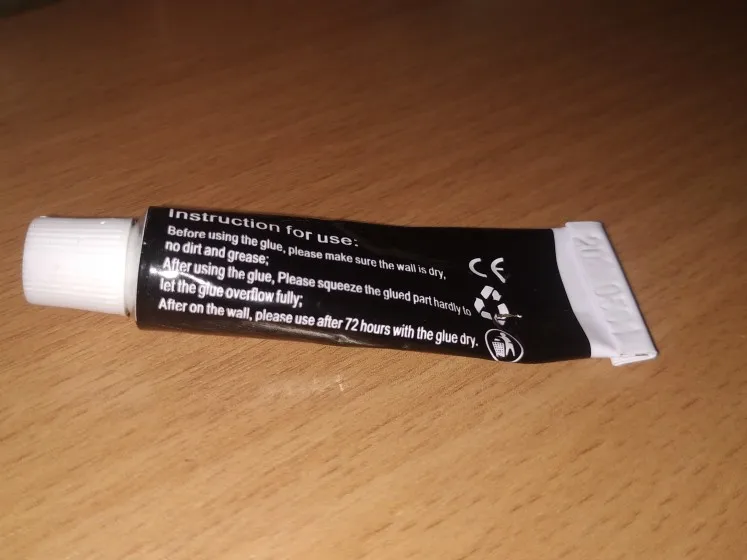 Instruction for use:
Before using the glue, please make sure the wall is dry,
no dirt and grease;
After using the glue, Please squeeze the glued part hardly to
let the glue overflow fully;
After on the wall, please use after 72 hours with the glue dry.
CE